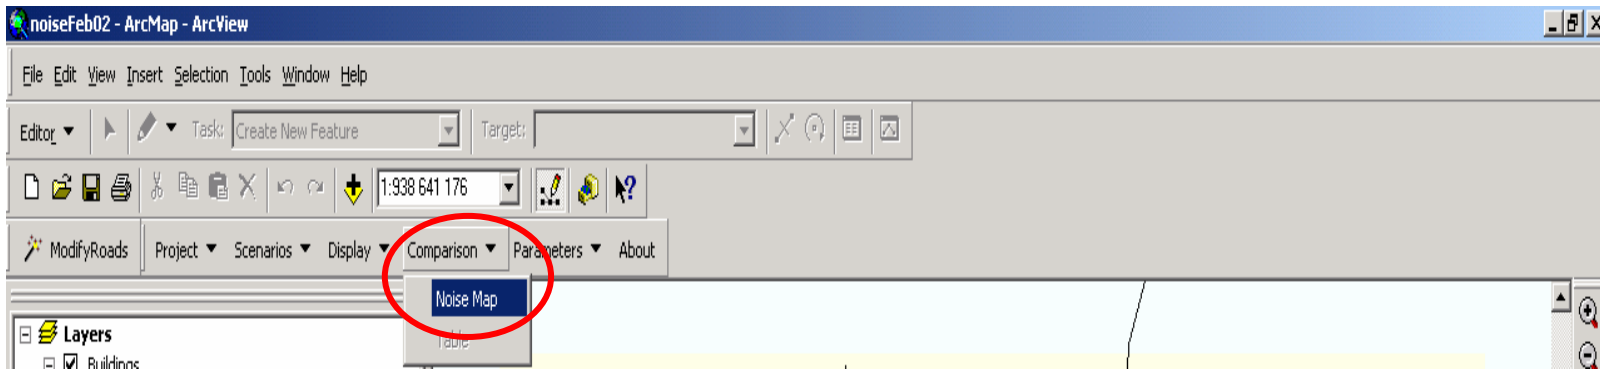 noiseFeb02 - ArcMap - ArcView
File Edit View Insert Selection Tools Window Help
Editor Task: Create New Feature Target:
1:938 641 176
ModifyRoads Project Scenarios Display Comparison Parameters About
Noise Map
Table
Layers
Buildings